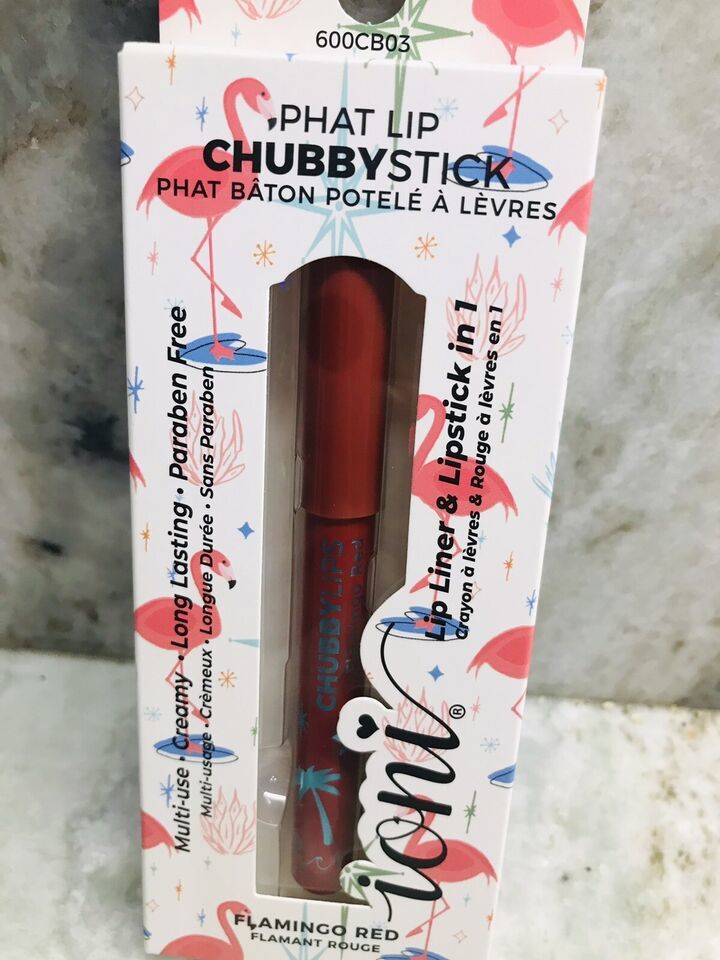 600CB03
PHAT LIP
CHUBBYSTICK
PHAT BÂTON POTELÉ À LÈVRES
Multi-use · Creamy · Long Lasting · Paraben Free
Multi-usage · Crèmeux · Longue Durée · Sans Paraben
CHUBBYLIPS
Red
Lip Liner & Lipstick in 1
crayon à lèvres & Rouge à lèvres en 1
ioni®
FLAMINGO RED
FLAMANT ROUGE